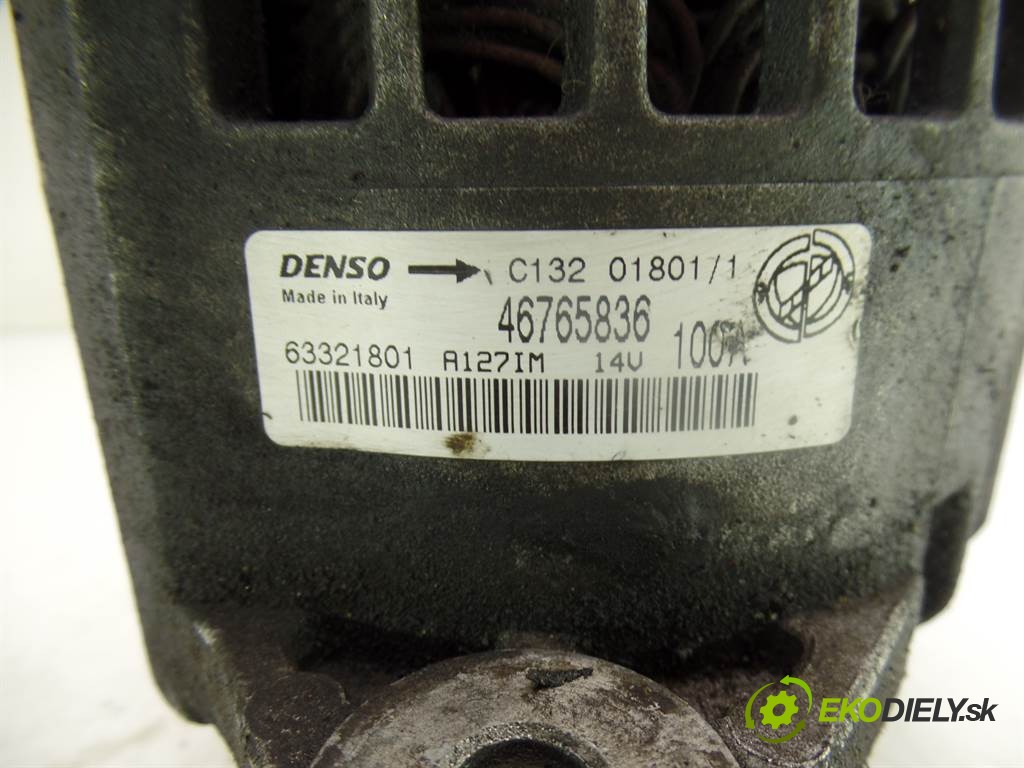 DENSO C132 01801/1
Made in Italy 46765836
63321801 A127IM 14V 100A
EKODIELY.sk